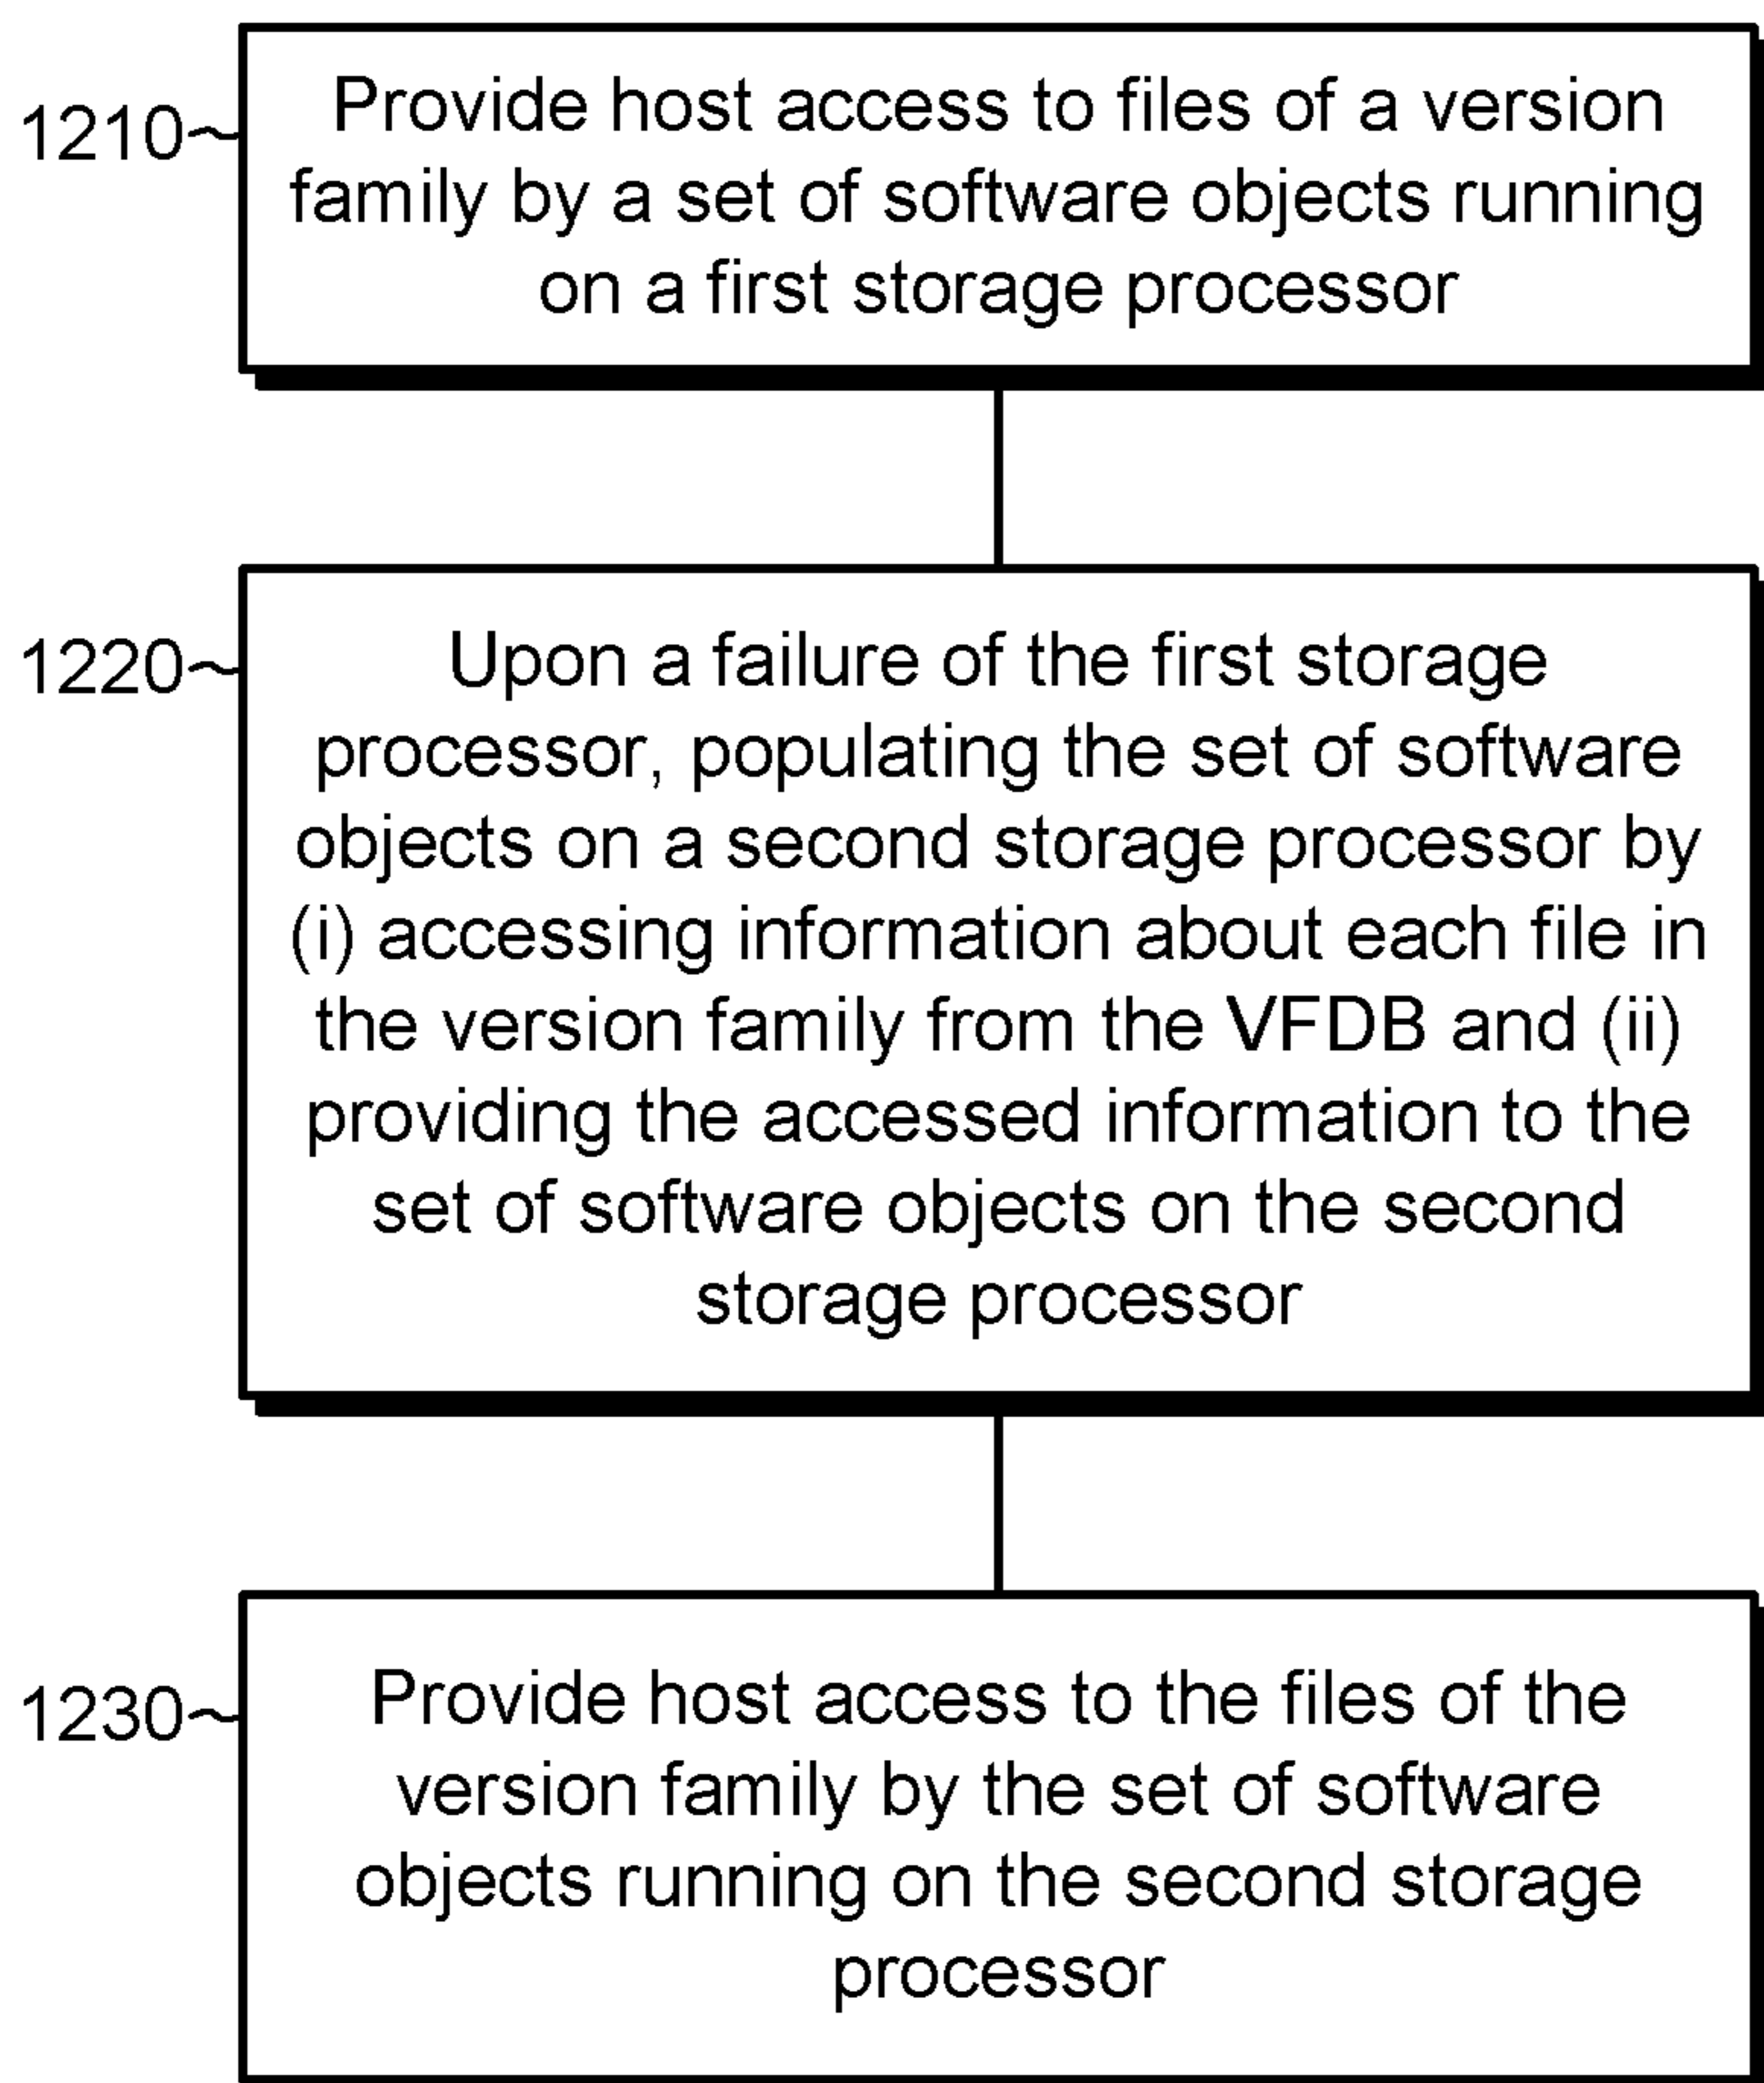 1210
Provide host access to files of a version
family by a set of software objects running
on a first storage processor
1220
Upon a failure of the first storage
processor, populating the set of software
objects on a second storage processor by
(i) accessing information about each file in
the version family from the VFDB and (ii)
providing the accessed information to the
set of software objects on the second
storage processor
1230
Provide host access to the files of the
version family by the set of software
objects running on the second storage
processor